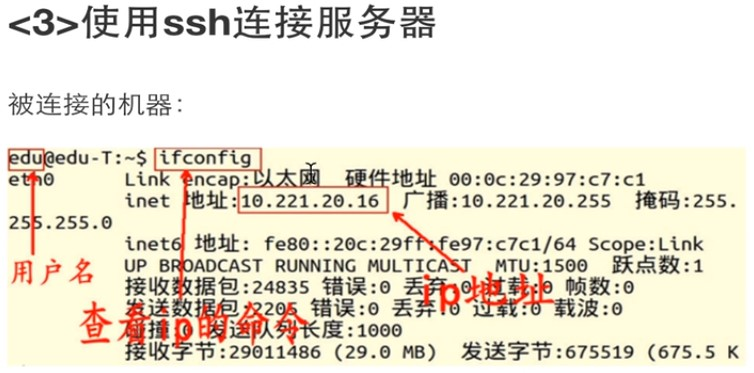 <3>使用ssh连接服务器
被连接的机器：
edu@edu-T:~$ ifconfig
eth0 Link encap:以太网 硬件地址 00:0c:29:97:c7:c1
inet 地址:10.221.20.16 广播:10.221.20.255 掩码:255.
255.255.0
inet6 地址: fe80::20c:29ff:fe97:c7c1/64 Scope:Link
UP BROADCAST RUNNING MULTICAST MTU:1500 跃点数:1
接收数据包:24835 错误:0 丢弃:0 过载:0 帧数:0
发送数据包:2205 错误:0 丢弃:0 过载:0 载波:0
碰撞:0 发送队列长度:1000
接收字节:29011486 (29.0 MB) 发送字节:675519 (675.5 K
用户名
查看ip的命令
ip地址